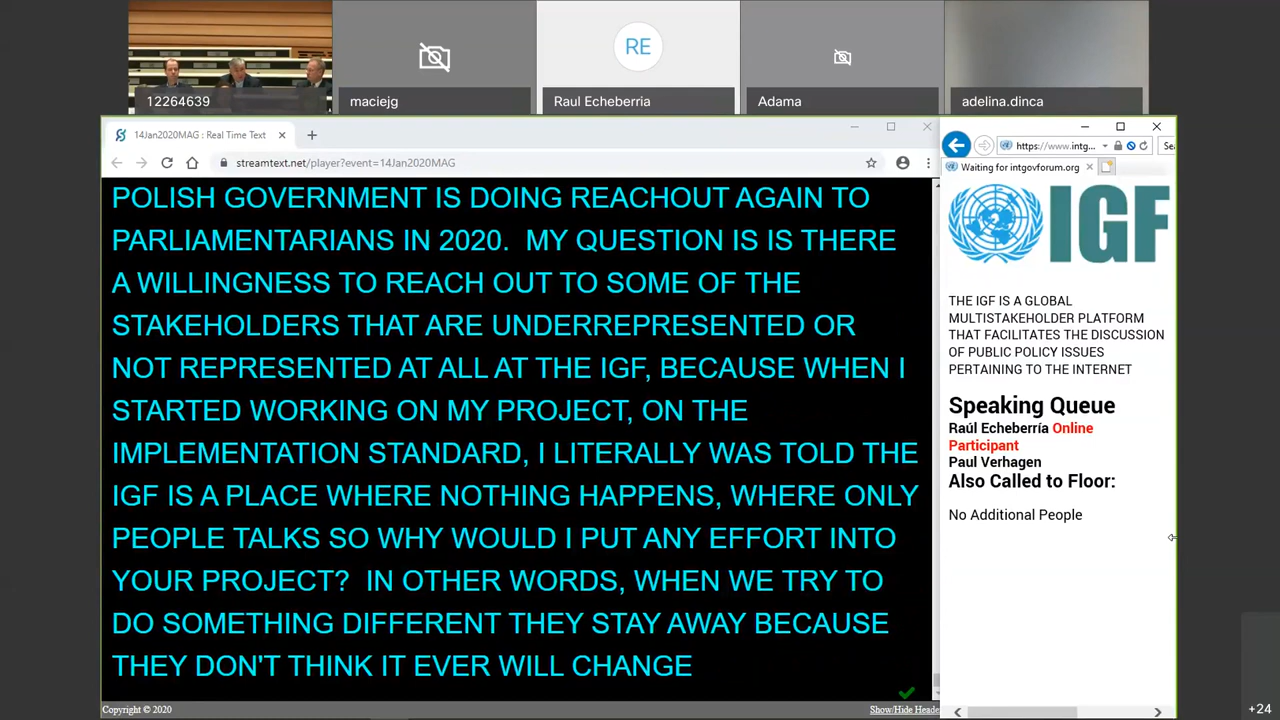 RE
12264639
maciejg
Raul Echeberria
Adama
adelina.dinca
14Jan2020MAG : Real Time Text
streamtext.net/player?event=14Jan2020MAG
POLISH GOVERNMENT IS DOING REACHOUT AGAIN TO
PARLIAMENTARIANS IN 2020.  MY QUESTION IS IS THERE
A WILLINGNESS TO REACH OUT TO SOME OF THE
STAKEHOLDERS THAT ARE UNDERREPRESENTED OR
NOT REPRESENTED AT ALL AT THE IGF, BECAUSE WHEN I
STARTED WORKING ON MY PROJECT, ON THE
IMPLEMENTATION STANDARD, I LITERALLY WAS TOLD THE
IGF IS A PLACE WHERE NOTHING HAPPENS, WHERE ONLY
PEOPLE TALKS SO WHY WOULD I PUT ANY EFFORT INTO
YOUR PROJECT?  IN OTHER WORDS, WHEN WE TRY TO
DO SOMETHING DIFFERENT THEY STAY AWAY BECAUSE
THEY DON'T THINK IT EVER WILL CHANGE
Copyright © 2020
Show/Hide Heade
https://www.intg...
Sea
Waiting for intgovforum.org
IGF
THE IGF IS A GLOBAL
MULTISTAKEHOLDER PLATFORM
THAT FACILITATES THE DISCUSSION
OF PUBLIC POLICY ISSUES
PERTAINING TO THE INTERNET
Speaking Queue
Raúl Echeberría Online
Participant
Paul Verhagen
Also Called to Floor:
No Additional People
+24